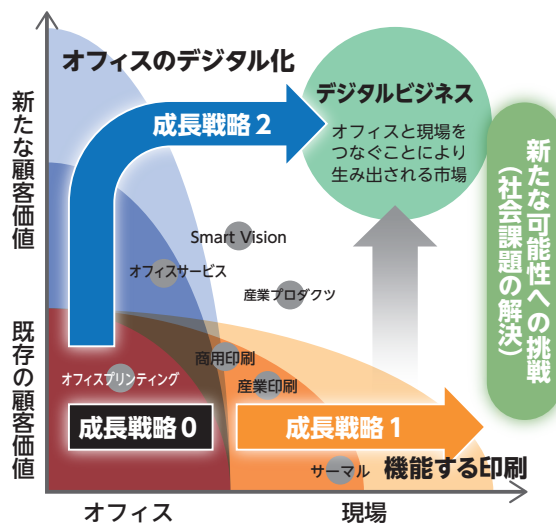 オフィスのデジタル化
デジタルビジネス
オフィスと現場を
つなぐことにより
生み出される市場
成長戦略2
新たな顧客価値
既存の顧客価値
新たな可能性への挑戦
（社会課題の解決）
Smart Vision
オフィスサービス
産業プロダクツ
商用印刷
オフィスプリンティング
産業印刷
成長戦略0
成長戦略1
サーマル
機能する印刷
オフィス
現場